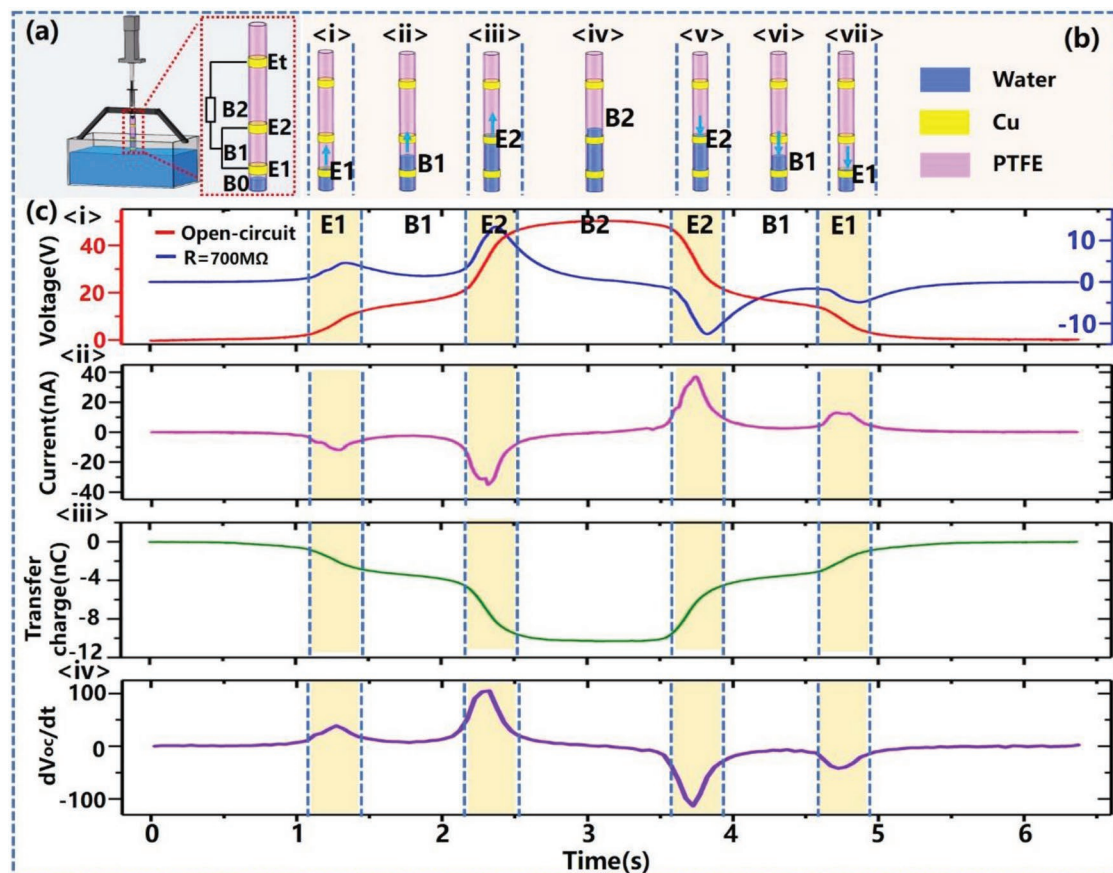 (a)
Et
B2
E2
B1
E1
B0
<i> <ii> <iii> <iv> <v> <vi> <vii>
E1 B1 E2 B2 E2 B1 E1
(b)
Water
Cu
PTFE
(c)
<i>
E1 B1 E2 B2 E2 B1 E1
Open-circuit
R=700MΩ
Voltage(V)
40
20
0
10
0
-10
<ii>
Current(nA)
40
20
0
-20
-40
<iii>
Transfer
charge(nC)
0
-4
-8
-12
<iv>
dVoc/dt
100
0
-100
0 1 2 3 4 5 6
Time(s)